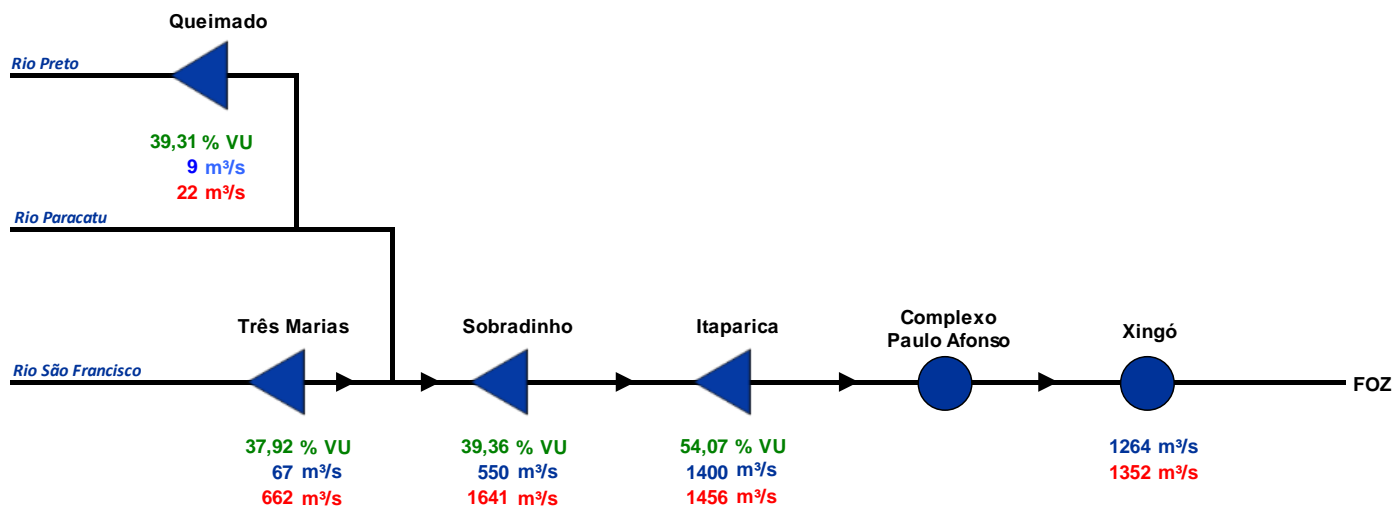 Queimado
Rio Preto
39,31 % VU
9 m³/s
22 m³/s
Rio Paracatu
Três Marias
Sobradinho
Itaparica
Complexo
Paulo Afonso
Xingó
Rio São Francisco
FOZ
37,92 % VU
67 m³/s
662 m³/s
39,36 % VU
550 m³/s
1641 m³/s
54,07 % VU
1400 m³/s
1456 m³/s
1264 m³/s
1352 m³/s